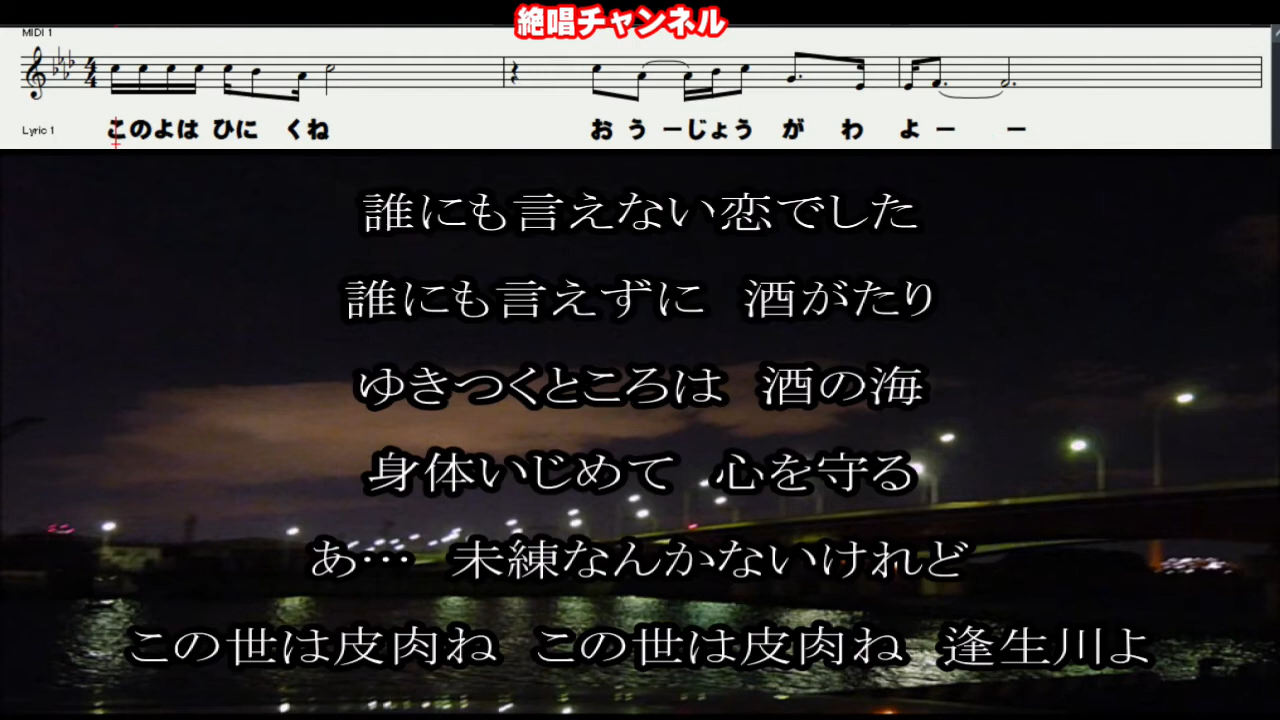 絶唱チャンネル
MIDI 1
Lyric 1 このよは ひに くね お う ーじょう が わ よ ー ー
誰にも言えない恋でした
誰にも言えずに 酒がたり
ゆきつくところは 酒の海
身体いじめて 心を守る
あ… 未練なんかないけれど
この世は皮肉ね この世は皮肉ね 逢生川よ